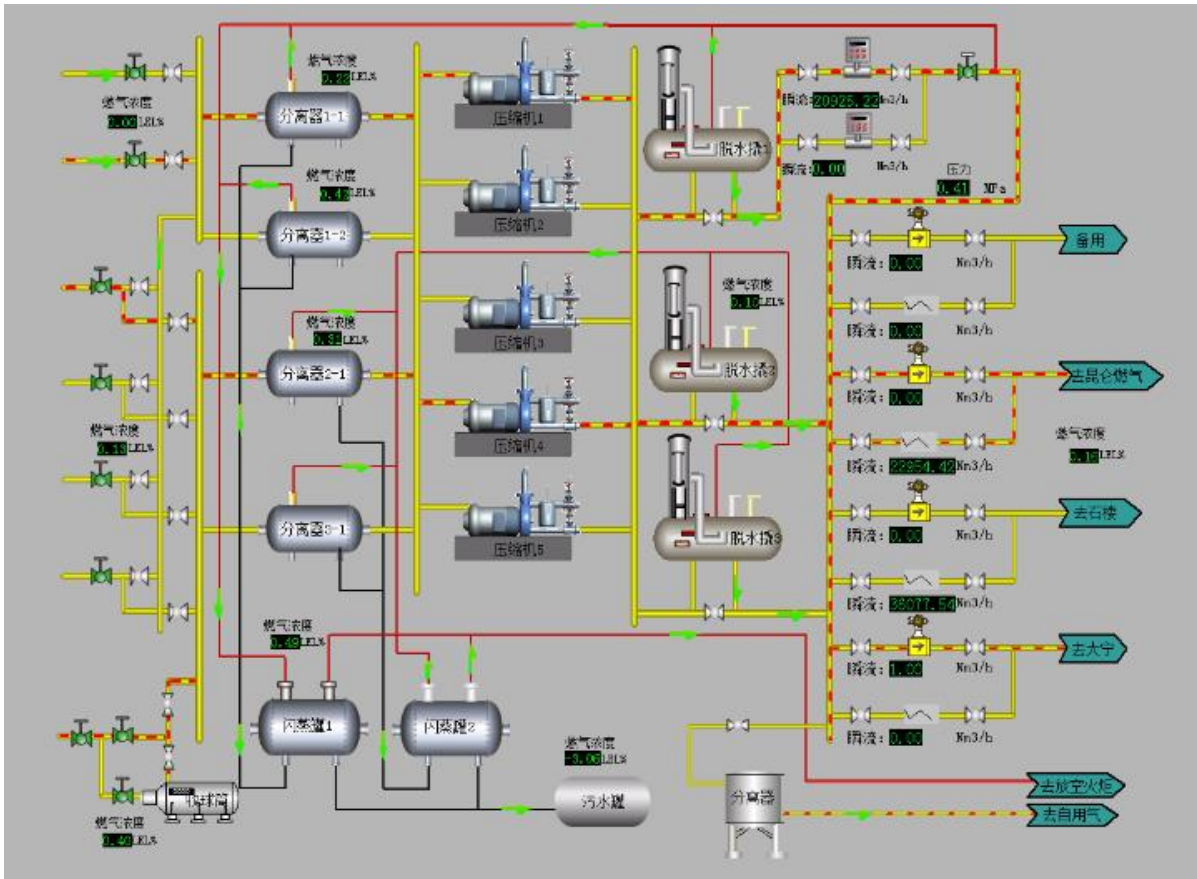 燃气浓度
0.22 LEL%
燃气浓度
0.00 LEL%
分离器1-1
压缩机1
脱水撬1
瞬流: 20925.22 Nm3/h
瞬流: 0.00 Nm3/h
压力
0.41 MPa
燃气浓度
0.43 LEL%
分离器1-2
压缩机2
备用
瞬流: 0.00 Nm3/h
瞬流: 0.00 Nm3/h
燃气浓度
0.31 LEL%
分离器2-1
压缩机3
燃气浓度
0.18 LEL%
脱水撬2
去昆仑燃气
瞬流: 0.00 Nm3/h
燃气浓度
0.13 LEL%
压缩机4
瞬流: 22954.42 Nm3/h
燃气浓度
0.16 LEL%
分离器3-1
压缩机5
脱水撬3
去石楼
瞬流: 0.00 Nm3/h
瞬流: 36077.54 Nm3/h
燃气浓度
0.49 LEL%
闪蒸罐1
闪蒸罐2
去大宁
瞬流: 1.00 Nm3/h
瞬流: 0.00 Nm3/h
燃气浓度
-3.06 LEL%
污水罐
收球筒
燃气浓度
0.40 LEL%
分离器
去放空火炬
去自用气